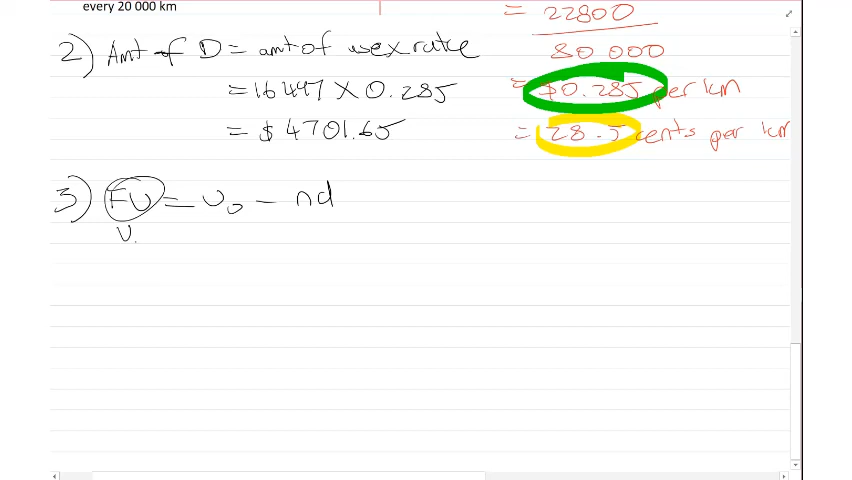 every 20 000 km
= 22800
80 000
= $0.285 per km
= 28.5 cents per km
2) Amt of D = amt of use x rate
= 16497 × 0.285
= $4701.65
3) FV = V0 - nd
V.